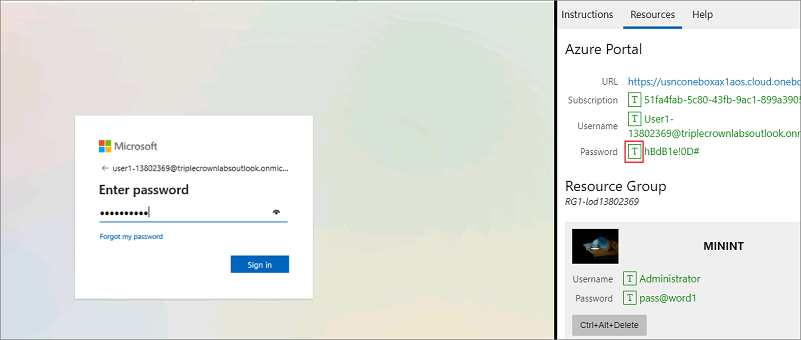 Microsoft
← user1-13802369@triplecrownlabsoutlook.onmic...
Enter password
••••••••••
Forgot my password
Sign in
Instructions Resources Help
Azure Portal
URL https://usnconeboxax1aos.cloud.onebo
Subscription T 51fa4fab-5c80-43fb-9ac1-899a3905
Username T User1-
13802369@triplecrownlabsoutlook.onm
Password T hBdB1e!0D#
Resource Group
RG1-lod13802369
MININT
Username T Administrator
Password T pass@word1
Ctrl+Alt+Delete